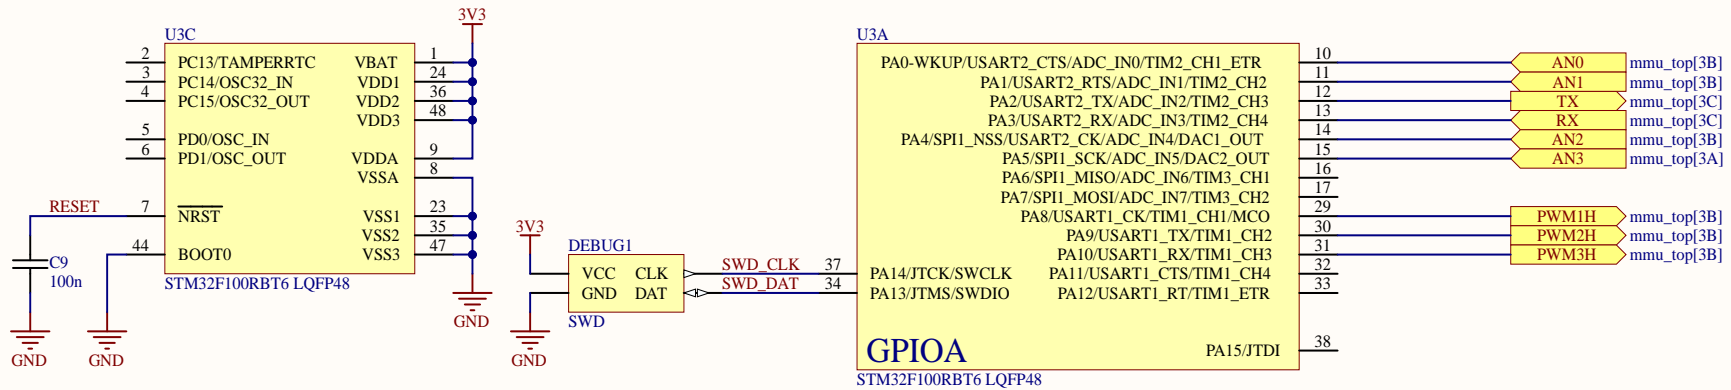 3V3
U3C
U3A
2 PC13/TAMPERRTC VBAT 1
3 PC14/OSC32_IN VDD1 24
4 PC15/OSC32_OUT VDD2 36
VDD3 48
5 PD0/OSC_IN
6 PD1/OSC_OUT VDDA 9
VSSA 8
RESET 7 NRST VSS1 23
VSS2 35
44 BOOT0 VSS3 47
C9
100n
STM32F100RBT6 LQFP48
GND
GND
GND
3V3
DEBUG1
VCC CLK SWD_CLK 37 PA14/JTCK/SWCLK
GND DAT SWD_DAT 34 PA13/JTMS/SWDIO
SWD
GND
PA0-WKUP/USART2_CTS/ADC_IN0/TIM2_CH1_ETR 10 AN0 mmu_top[3B]
PA1/USART2_RTS/ADC_IN1/TIM2_CH2 11 AN1 mmu_top[3B]
PA2/USART2_TX/ADC_IN2/TIM2_CH3 12 TX mmu_top[3C]
PA3/USART2_RX/ADC_IN3/TIM2_CH4 13 RX mmu_top[3C]
PA4/SPI1_NSS/USART2_CK/ADC_IN4/DAC1_OUT 14 AN2 mmu_top[3B]
PA5/SPI1_SCK/ADC_IN5/DAC2_OUT 15 AN3 mmu_top[3A]
PA6/SPI1_MISO/ADC_IN6/TIM3_CH1 16
PA7/SPI1_MOSI/ADC_IN7/TIM3_CH2 17
PA8/USART1_CK/TIM1_CH1/MCO 29 PWM1H mmu_top[3B]
PA9/USART1_TX/TIM1_CH2 30 PWM2H mmu_top[3B]
PA10/USART1_RX/TIM1_CH3 31 PWM3H mmu_top[3B]
PA11/USART1_CTS/TIM1_CH4 32
PA12/USART1_RT/TIM1_ETR 33
GPIOA
PA15/JTDI 38
STM32F100RBT6 LQFP48